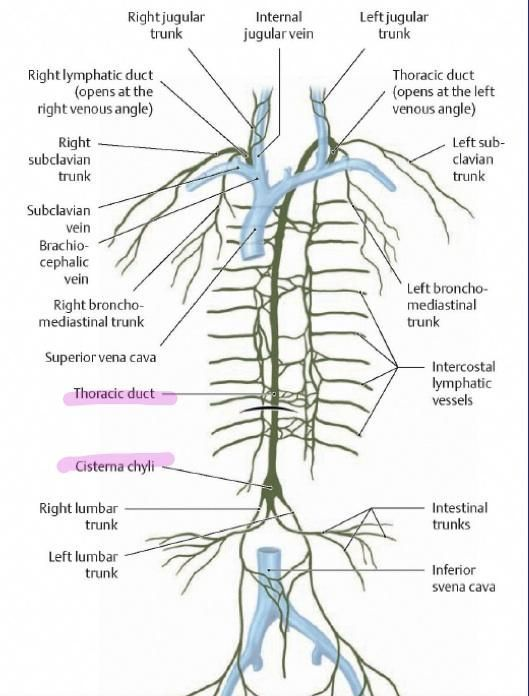 Right jugular
trunk
Internal
jugular vein
Left jugular
trunk
Right lymphatic duct
(opens at the
right venous angle)
Thoracic duct
(opens at the left
venous angle)
Right
subclavian
trunk
Left sub-
clavian
trunk
Subclavian
vein
Brachio-
cephalic
vein
Right broncho-
mediastinal trunk
Left broncho-
mediastinal
trunk
Superior vena cava
Intercostal
lymphatic
vessels
Thoracic duct
Cisterna chyli
Right lumbar
trunk
Intestinal
trunks
Left lumbar
trunk
Inferior
svena cava